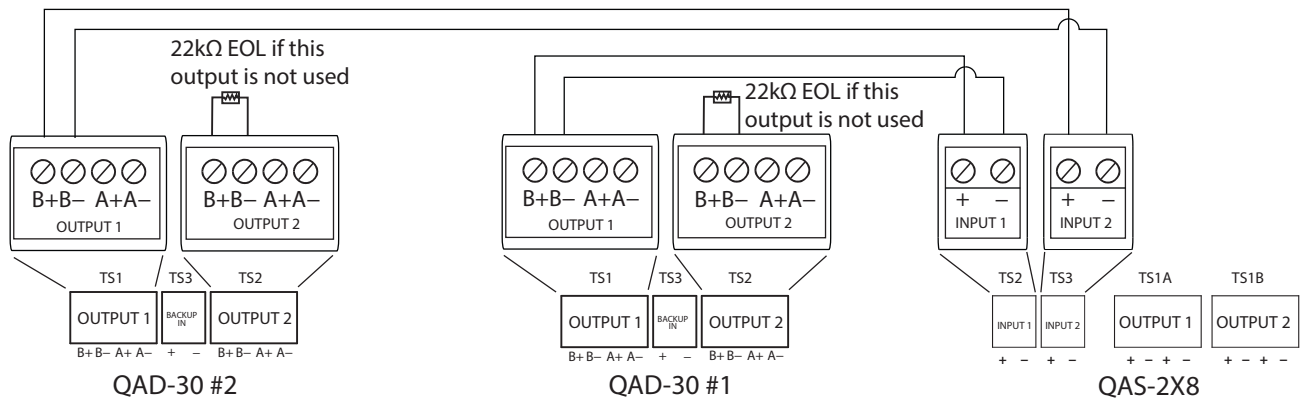 22kΩ EOL if this
output is not used
22kΩ EOL if this
output is not used
B+B– A+A–
OUTPUT 1
B+B– A+A–
OUTPUT 2
B+B– A+A–
OUTPUT 1
B+B– A+A–
OUTPUT 2
+ –
INPUT 1
+ –
INPUT 2
TS1 TS3 TS2
OUTPUT 1
BACKUP
IN
OUTPUT 2
B+ B– A+ A– + – B+ B– A+ A–
QAD-30 #2
TS1 TS3 TS2
OUTPUT 1
BACKUP
IN
OUTPUT 2
B+ B– A+ A– + – B+ B– A+ A–
QAD-30 #1
TS2 TS3 TS1A TS1B
INPUT 1 INPUT 2 OUTPUT 1 OUTPUT 2
+ – + – + – + – + – + –
QAS-2X8